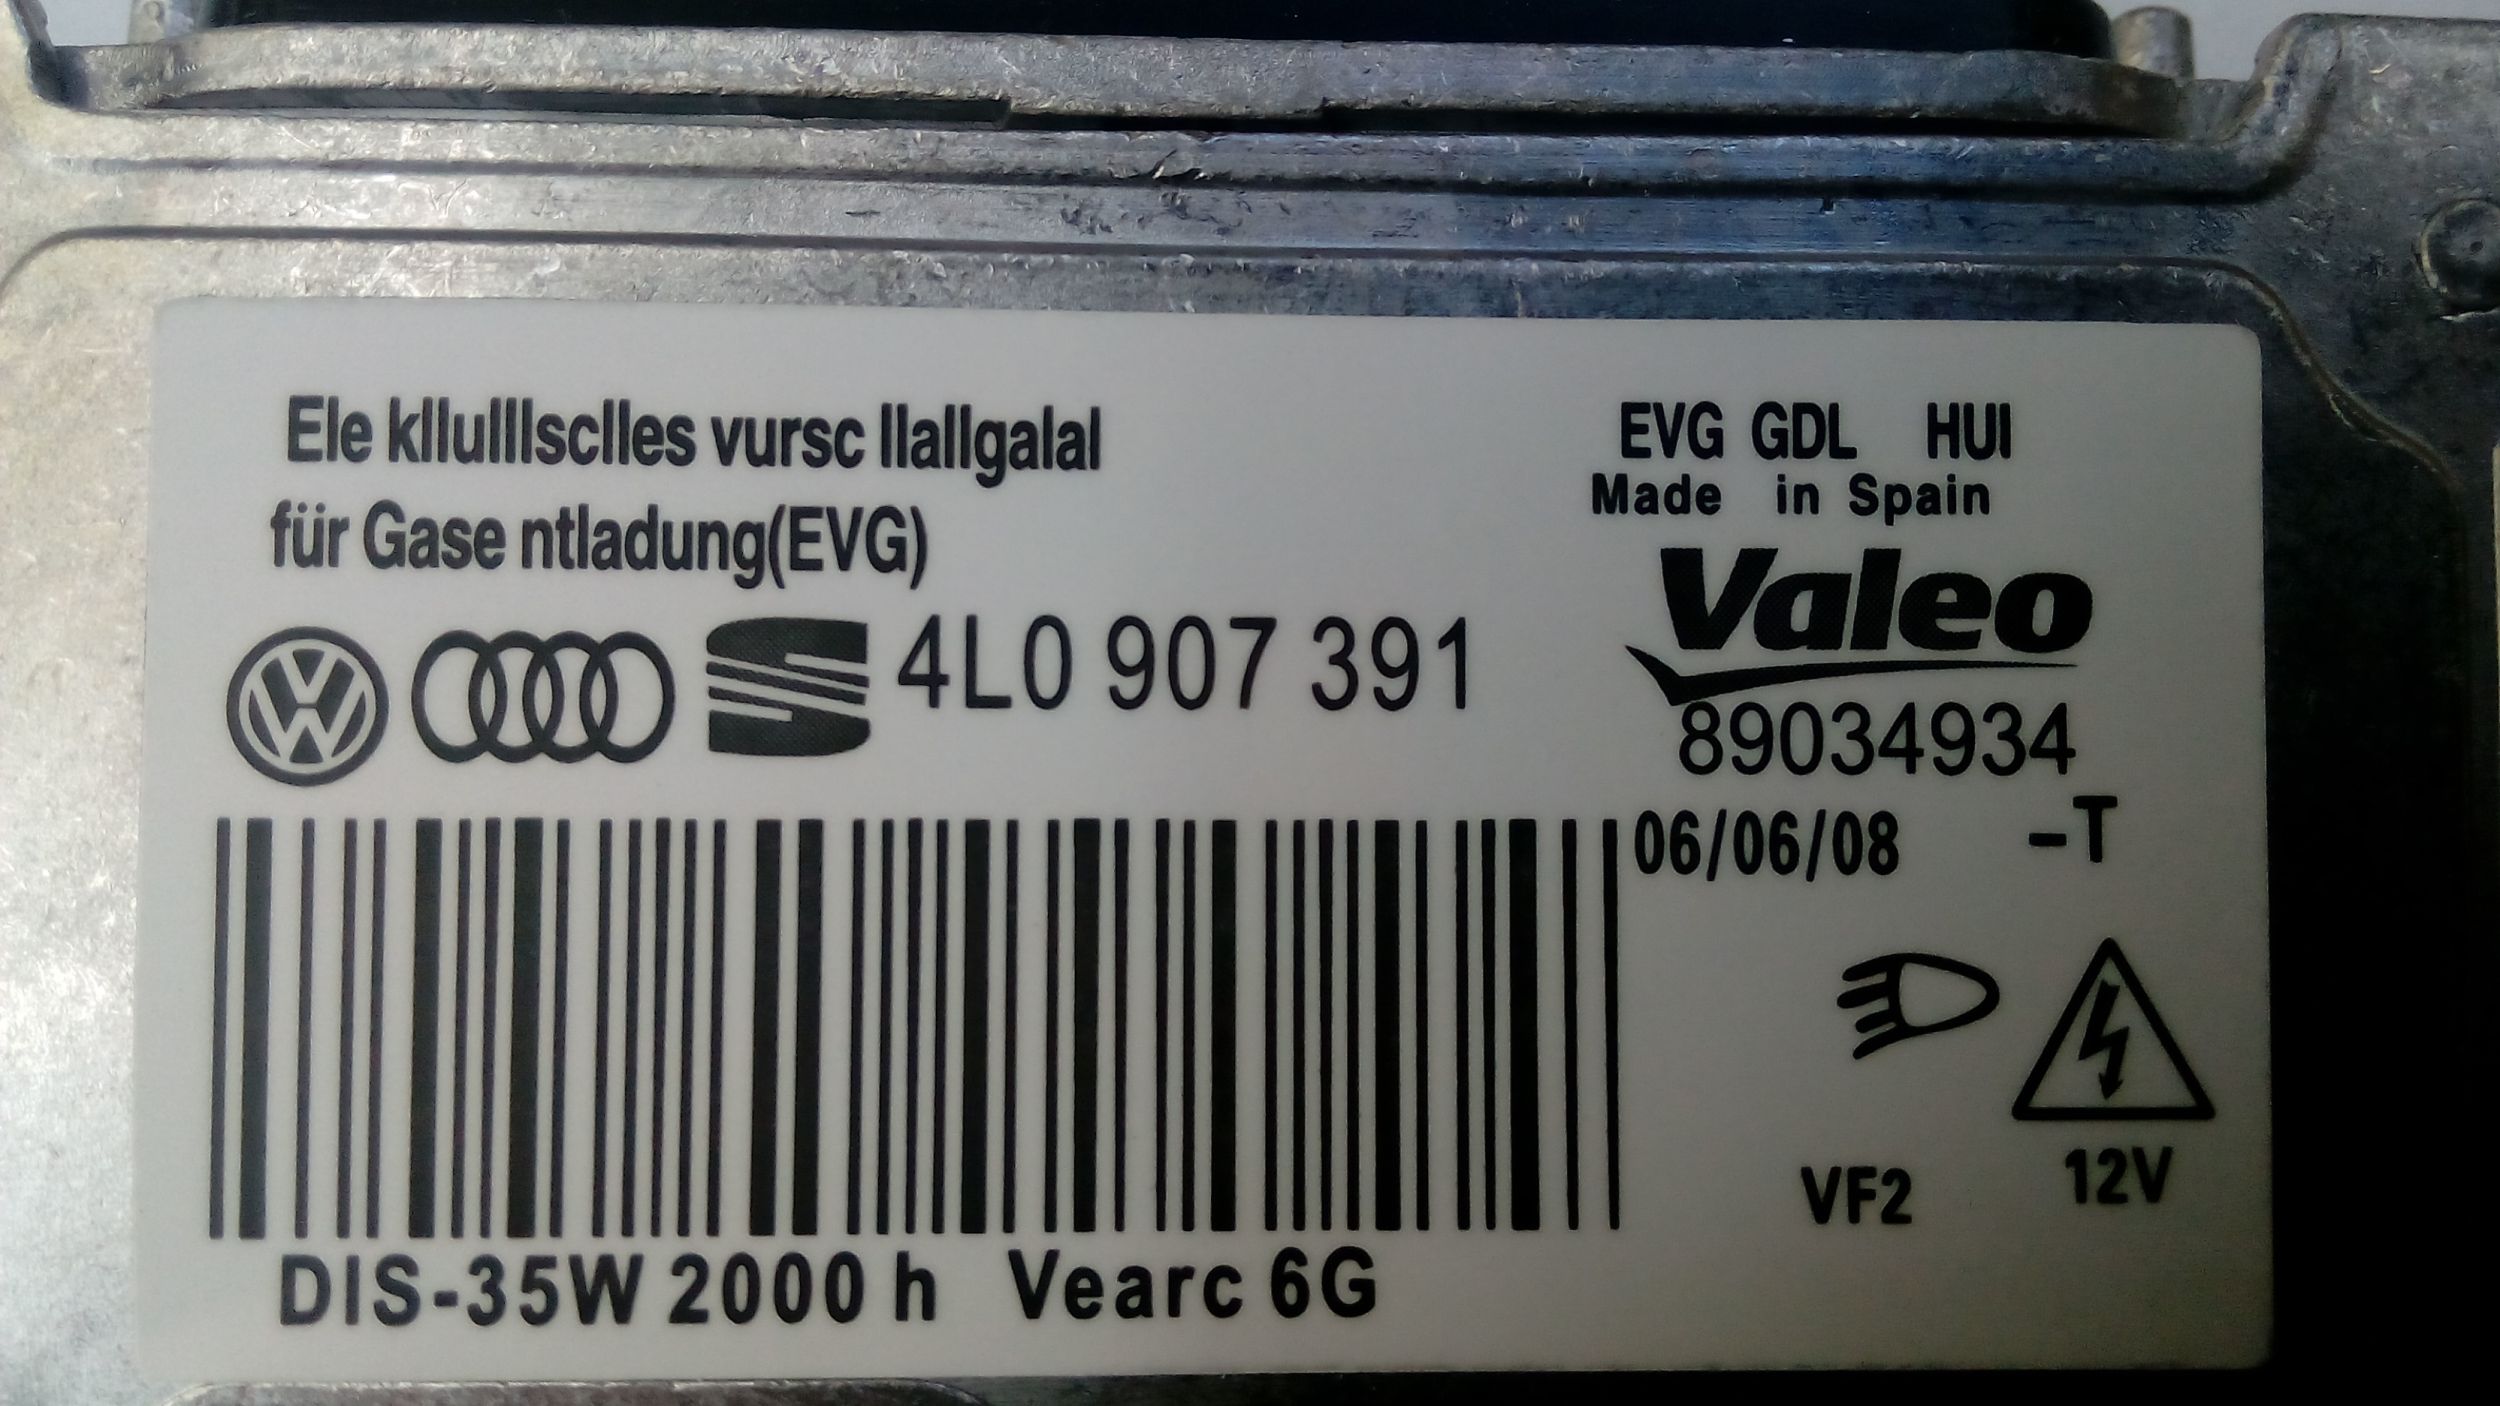 Ele kllulllsclles vursc llallgalal
für Gase ntladung(EVG)
4L0 907 391
EVG GDL HUI
Made in Spain
Valeo
89034934
06/06/08 -T
VF2
12V
DIS-35W 2000 h Vearc 6G